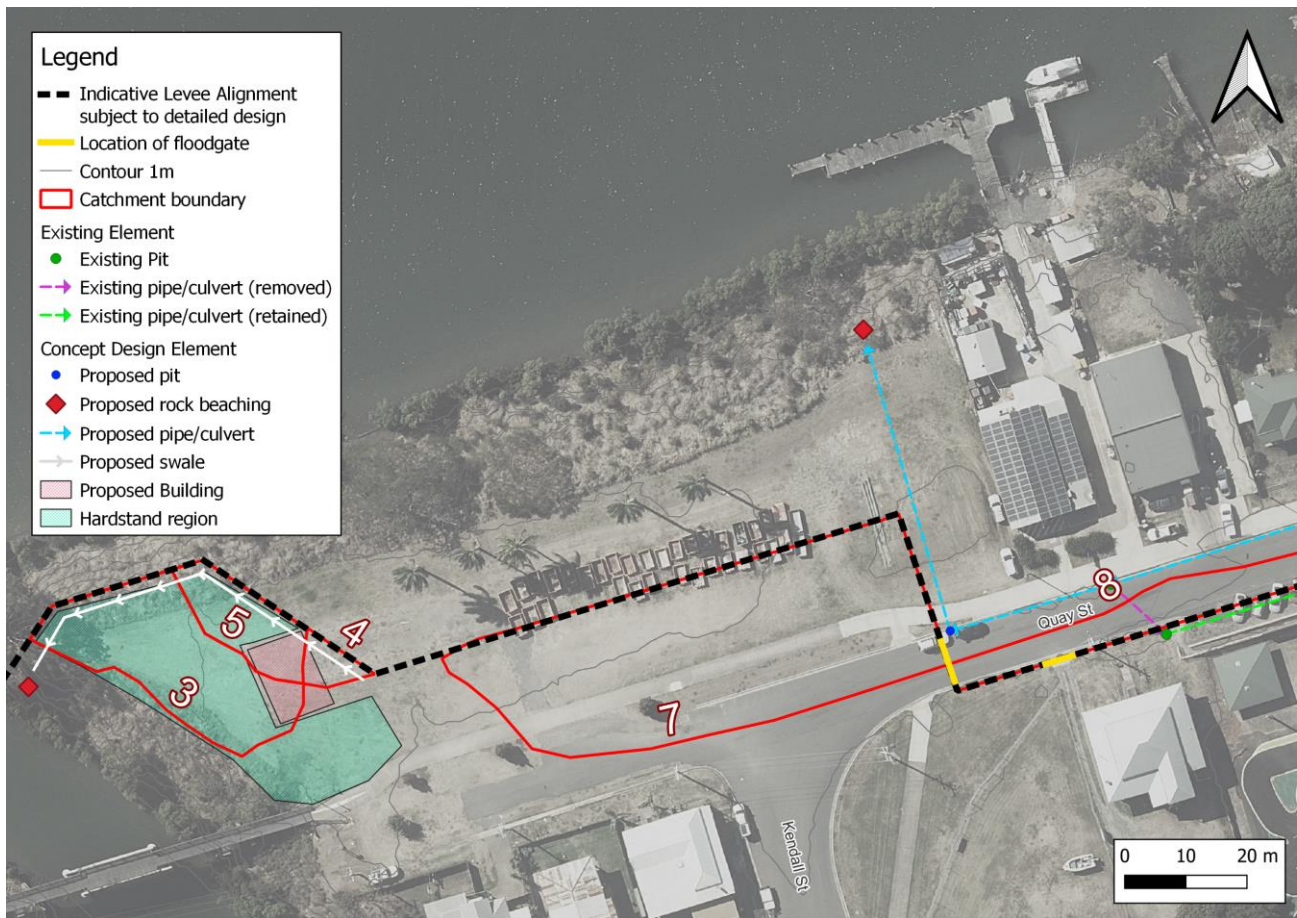 Legend
Indicative Levee Alignment
subject to detailed design
Location of floodgate
Contour 1m
Catchment boundary
Existing Element
Existing Pit
Existing pipe/culvert (removed)
Existing pipe/culvert (retained)
Concept Design Element
Proposed pit
Proposed rock beaching
Proposed pipe/culvert
Proposed swale
Proposed Building
Hardstand region
8
Quay St
5
4
3
7
Kendall St
0 10 20 m